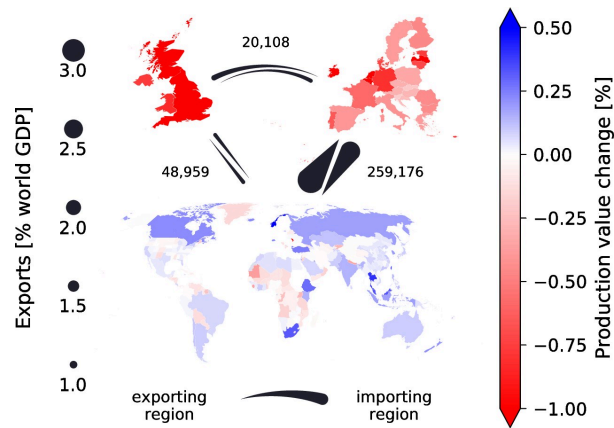 Exports [% world GDP]
3.0
2.5
2.0
1.5
1.0
20,108
48,959
259,176
exporting
region
importing
region
0.50
0.25
0.00
−0.25
−0.50
−0.75
−1.00
Production value change [%]